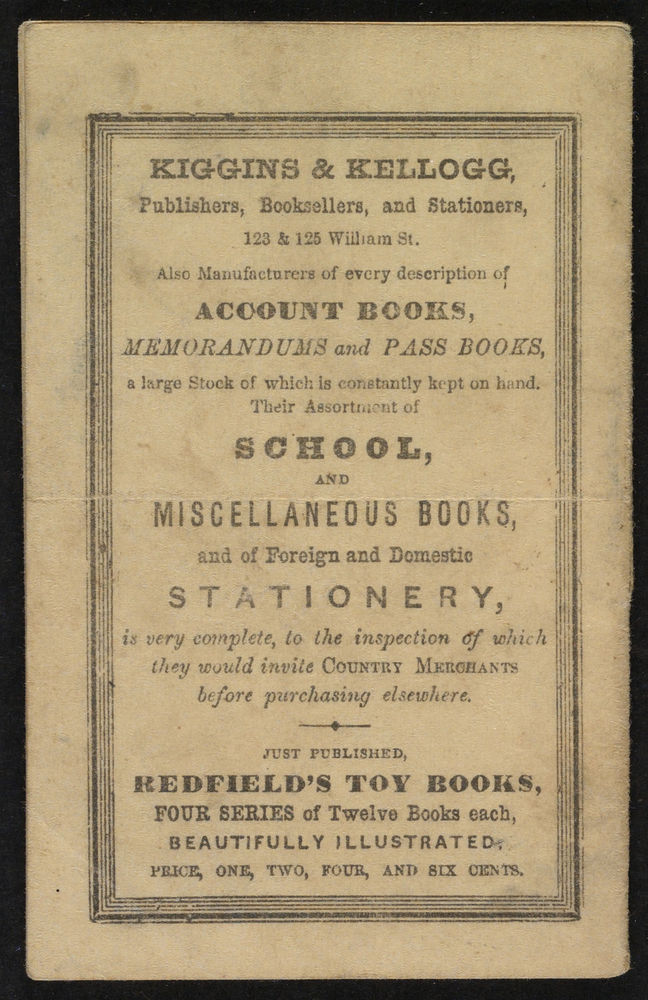 KIGGINS & KELLOGG,
Publishers, Booksellers, and Stationers,
123 & 125 William St.
Also Manufacturers of every description of
ACCOUNT BOOKS,
MEMORANDUMS and PASS BOOKS,
a large Stock of which is constantly kept on hand.
Their Assortment of
SCHOOL,
AND
MISCELLANEOUS BOOKS,
and of Foreign and Domestic
STATIONERY,
is very complete, to the inspection of which
they would invite COUNTRY MERCHANTS
before purchasing elsewhere.
JUST PUBLISHED,
REDFIELD'S TOY BOOKS,
FOUR SERIES of Twelve Books each,
BEAUTIFULLY ILLUSTRATED.
PRICE, ONE, TWO, FOUR, AND SIX CENTS.